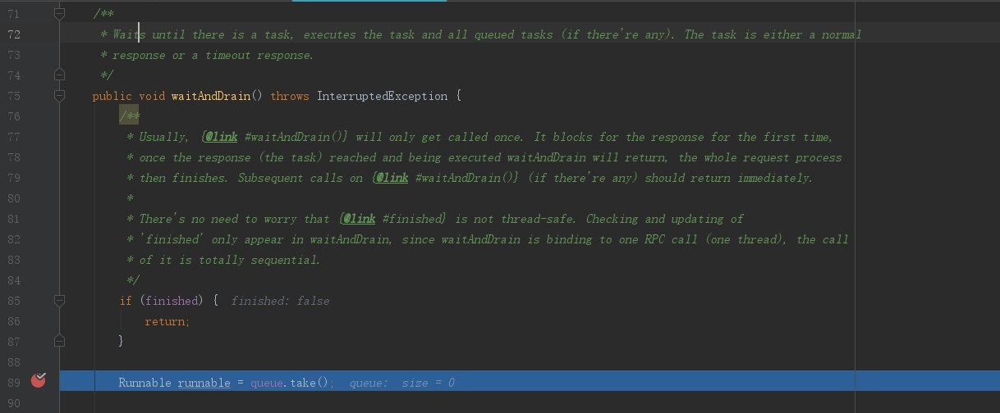 71 /**
72 * Waits until there is a task, executes the task and all queued tasks (if there're any). The task is either a normal
73 * response or a timeout response.
74 */
75 public void waitAndDrain() throws InterruptedException {
76 /**
77 * Usually, {@link #waitAndDrain()} will only get called once. It blocks for the response for the first time,
78 * once the response (the task) reached and being executed waitAndDrain will return, the whole request process
79 * then finishes. Subsequent calls on {@link #waitAndDrain()} (if there're any) should return immediately.
80 *
81 * There's no need to worry that {@link #finished} is not thread-safe. Checking and updating of
82 * 'finished' only appear in waitAndDrain, since waitAndDrain is binding to one RPC call (one thread), the call
83 * of it is totally sequential.
84 */
85 if (finished) { finished: false
86 return;
87 }
88
89 Runnable runnable = queue.take(); queue: size = 0
90